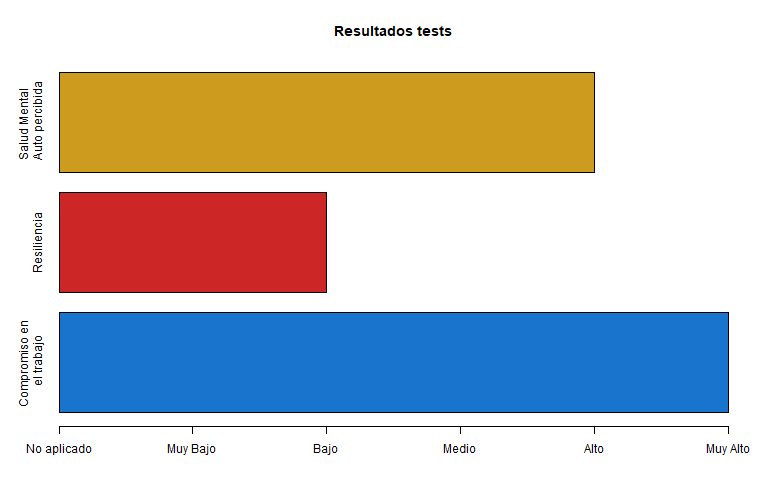 Resultados tests
Salud Mental
Auto percibida
Resiliencia
Compromiso en
el trabajo
No aplicado
Muy Bajo
Bajo
Medio
Alto
Muy Alto